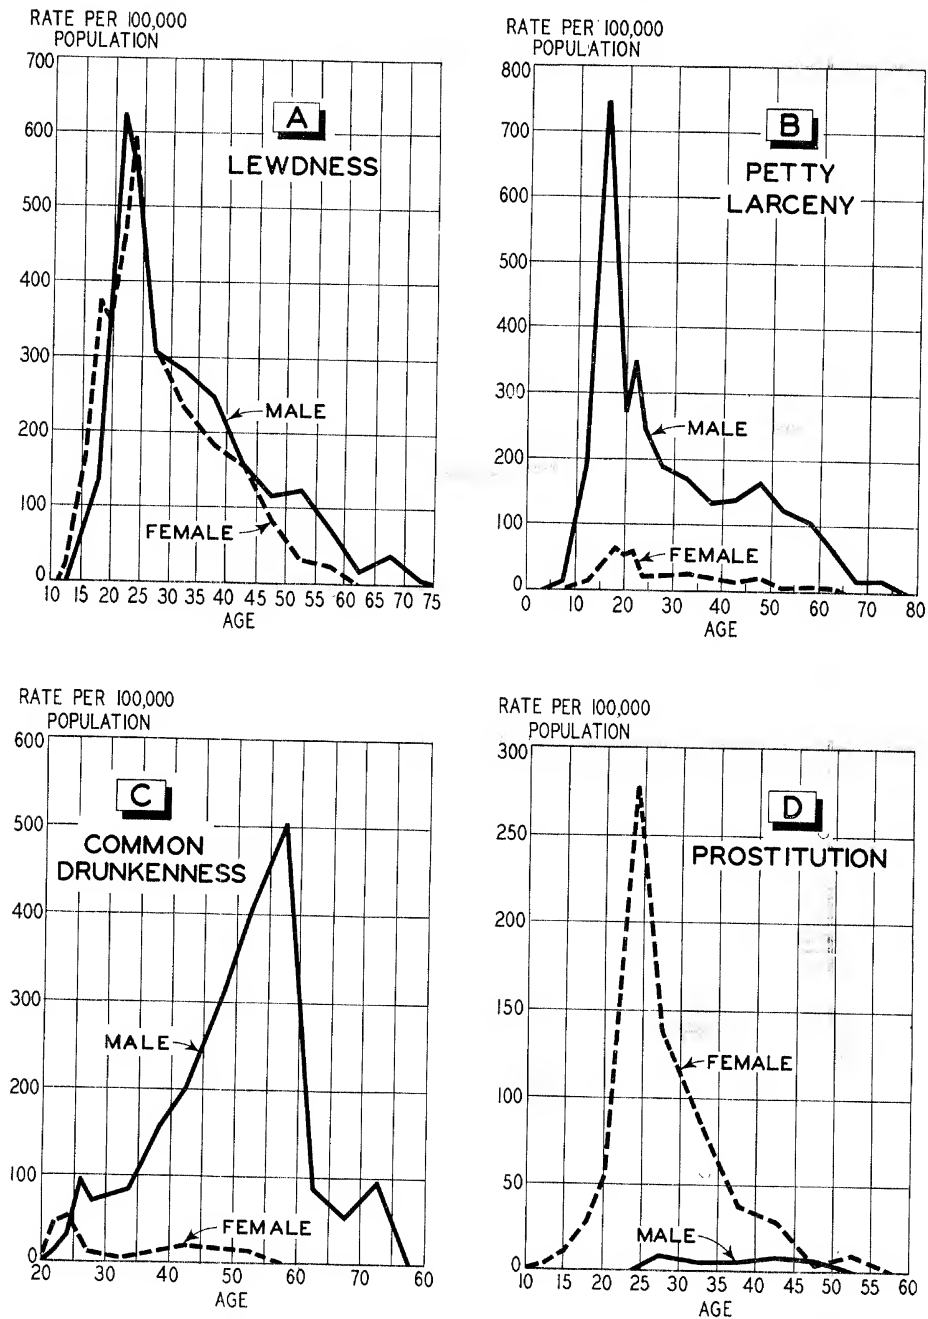 RATE PER 100,000
POPULATION
700
600
500
400
300
200
100
0
A
LEWDNESS
MALE
FEMALE
10 15 20 25 30 35 40 45 50 55 60 65 70 75
AGE
RATE PER 100,000
POPULATION
800
700
600
500
400
300
200
100
0
B
PETTY
LARCENY
MALE
FEMALE
0 10 20 30 40 50 60 70 80
AGE
RATE PER 100,000
POPULATION
600
500
400
300
200
100
0
C
COMMON
DRUNKENNESS
MALE
FEMALE
20 30 40 50 60 70 60
AGE
RATE PER 100,000
POPULATION
300
250
200
150
100
50
0
D
PROSTITUTION
FEMALE
MALE
10 15 20 25 30 35 40 45 50 55 60
AGE